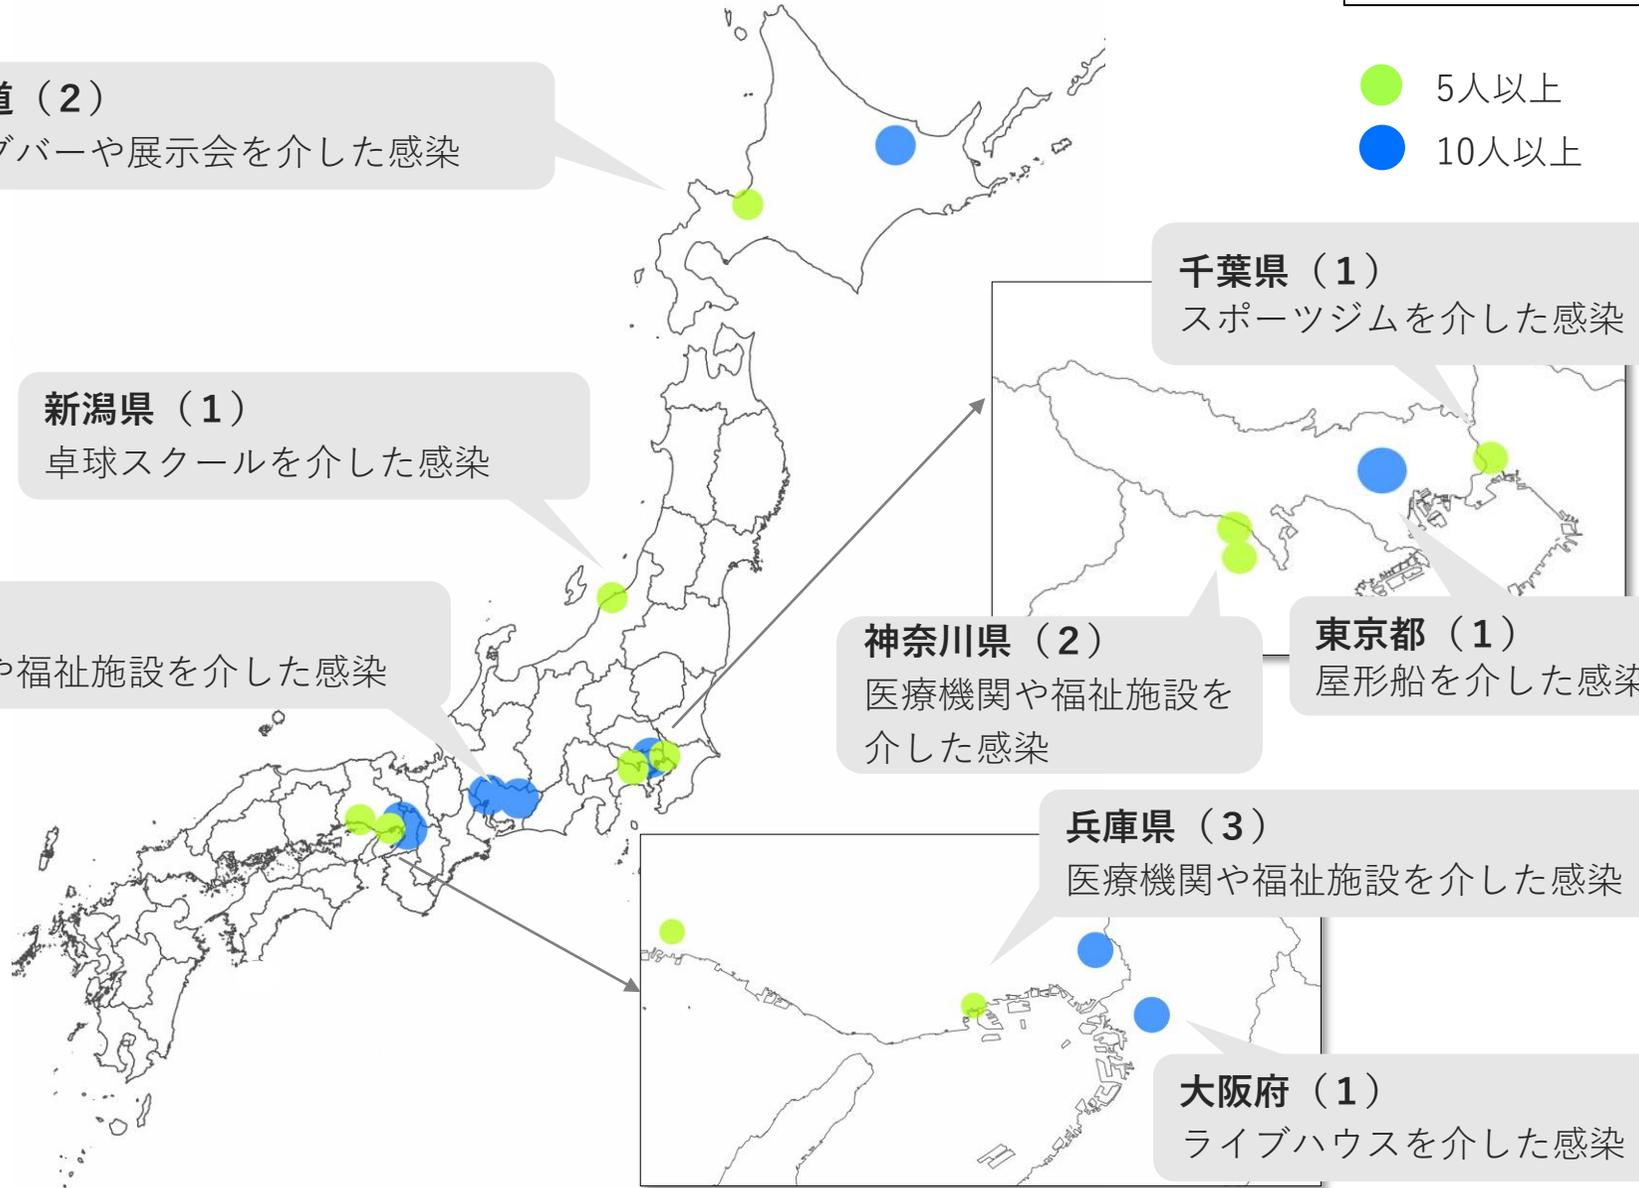 5人以上
10人以上
道（2）
グバーや展示会を介した感染
千葉県（1）
スポーツジムを介した感染
新潟県（1）
卓球スクールを介した感染
や福祉施設を介した感染
神奈川県（2）
医療機関や福祉施設を
介した感染
東京都（1）
屋形船を介した感染
兵庫県（3）
医療機関や福祉施設を介した感染
大阪府（1）
ライブハウスを介した感染